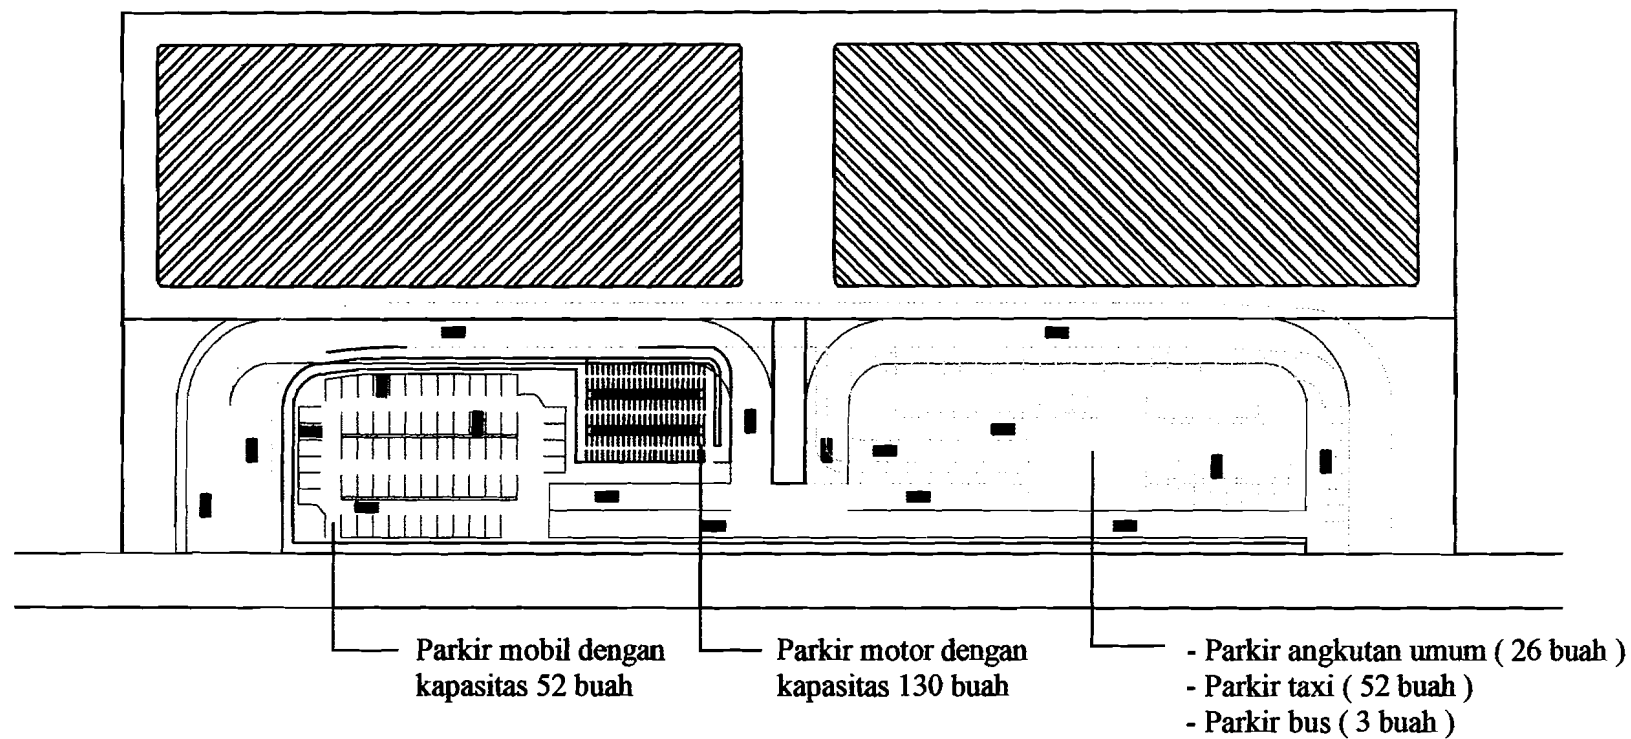 Parkir mobil dengan
kapasitas 52 buah
Parkir motor dengan
kapasitas 130 buah
- Parkir angkutan umum ( 26 buah )
- Parkir taxi ( 52 buah )
- Parkir bus ( 3 buah )